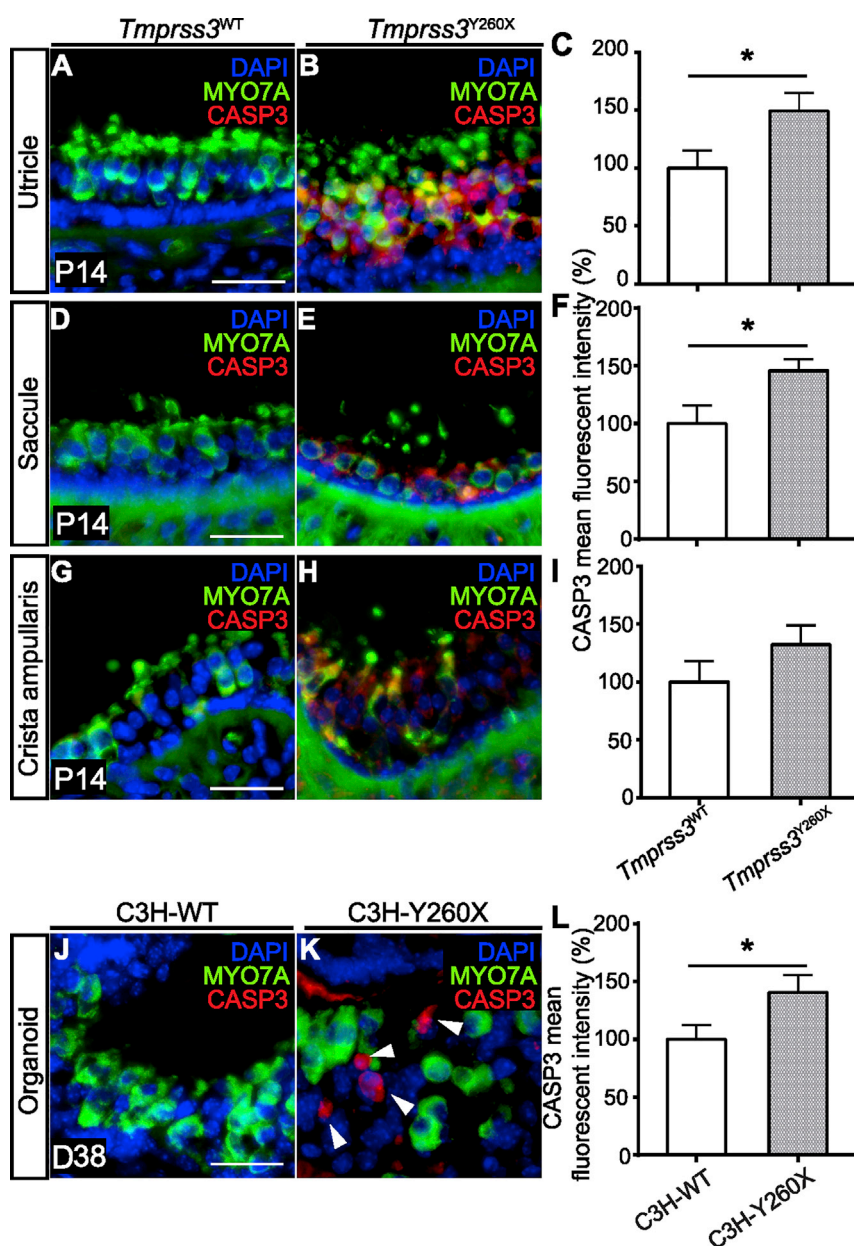 Tmprss3WT
Tmprss3Y260X
Utricle
A
DAPI
MYO7A
CASP3
P14
B
DAPI
MYO7A
CASP3
C
200
150
100
50
0
*
Saccule
D
DAPI
MYO7A
CASP3
P14
E
DAPI
MYO7A
CASP3
F
200
150
100
50
0
*
CASP3 mean fluorescent intensity (%)
Crista ampullaris
G
DAPI
MYO7A
CASP3
P14
H
DAPI
MYO7A
CASP3
I
200
150
100
50
0
Tmprss3WT
Tmprss3Y260X
C3H-WT
C3H-Y260X
Organoid
J
DAPI
MYO7A
CASP3
D38
K
DAPI
MYO7A
CASP3
L
CASP3 mean
fluorescent intensity (%)
200
150
100
50
0
*
C3H-WT
C3H-Y260X